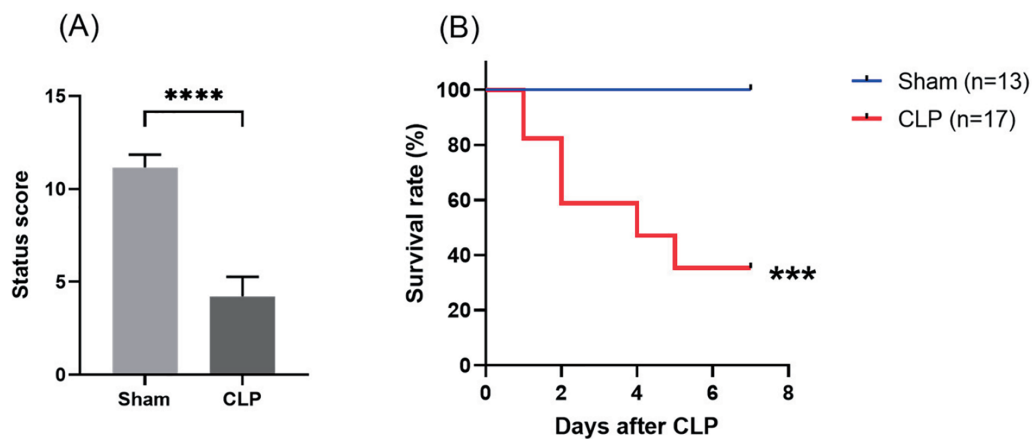 (A)
Status score
15
10
5
0
****
Sham
CLP
(B)
Survival rate (%)
100
80
60
40
20
0
0
2
4
6
8
Days after CLP
***
Sham (n=13)
CLP (n=17)